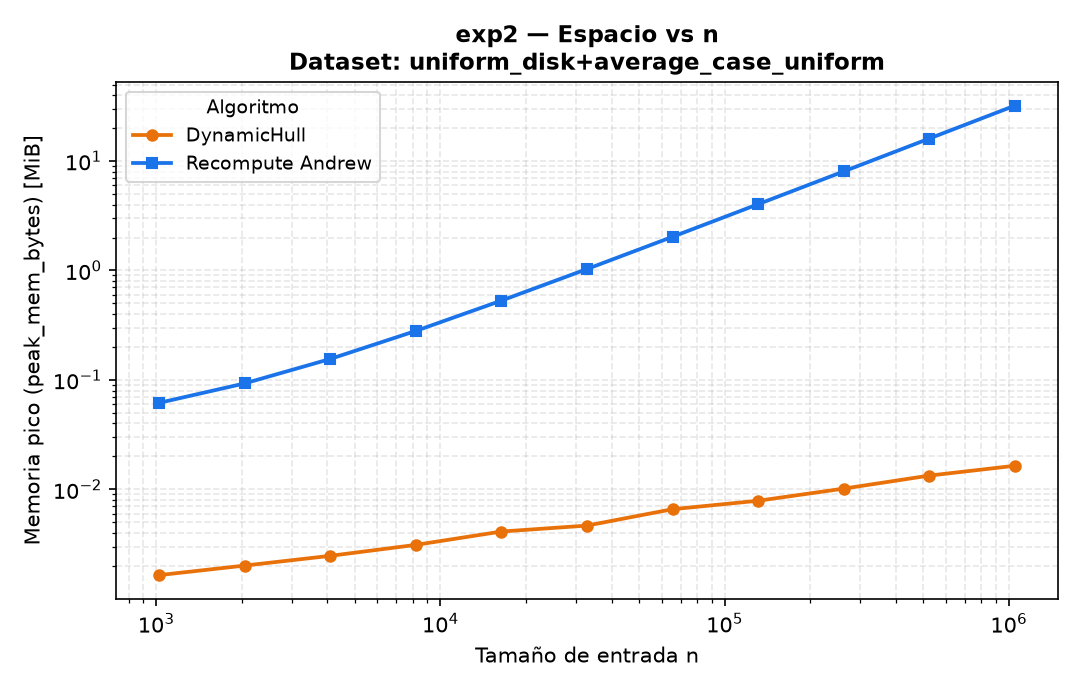 exp2 — Espacio vs n
Dataset: uniform_disk+average_case_uniform
Algoritmo
DynamicHull
Recompute Andrew
Memoria pico (peak_mem_bytes) [MiB]
10¹
10⁰
10⁻¹
10⁻²
10³ 10⁴ 10⁵ 10⁶
Tamaño de entrada n